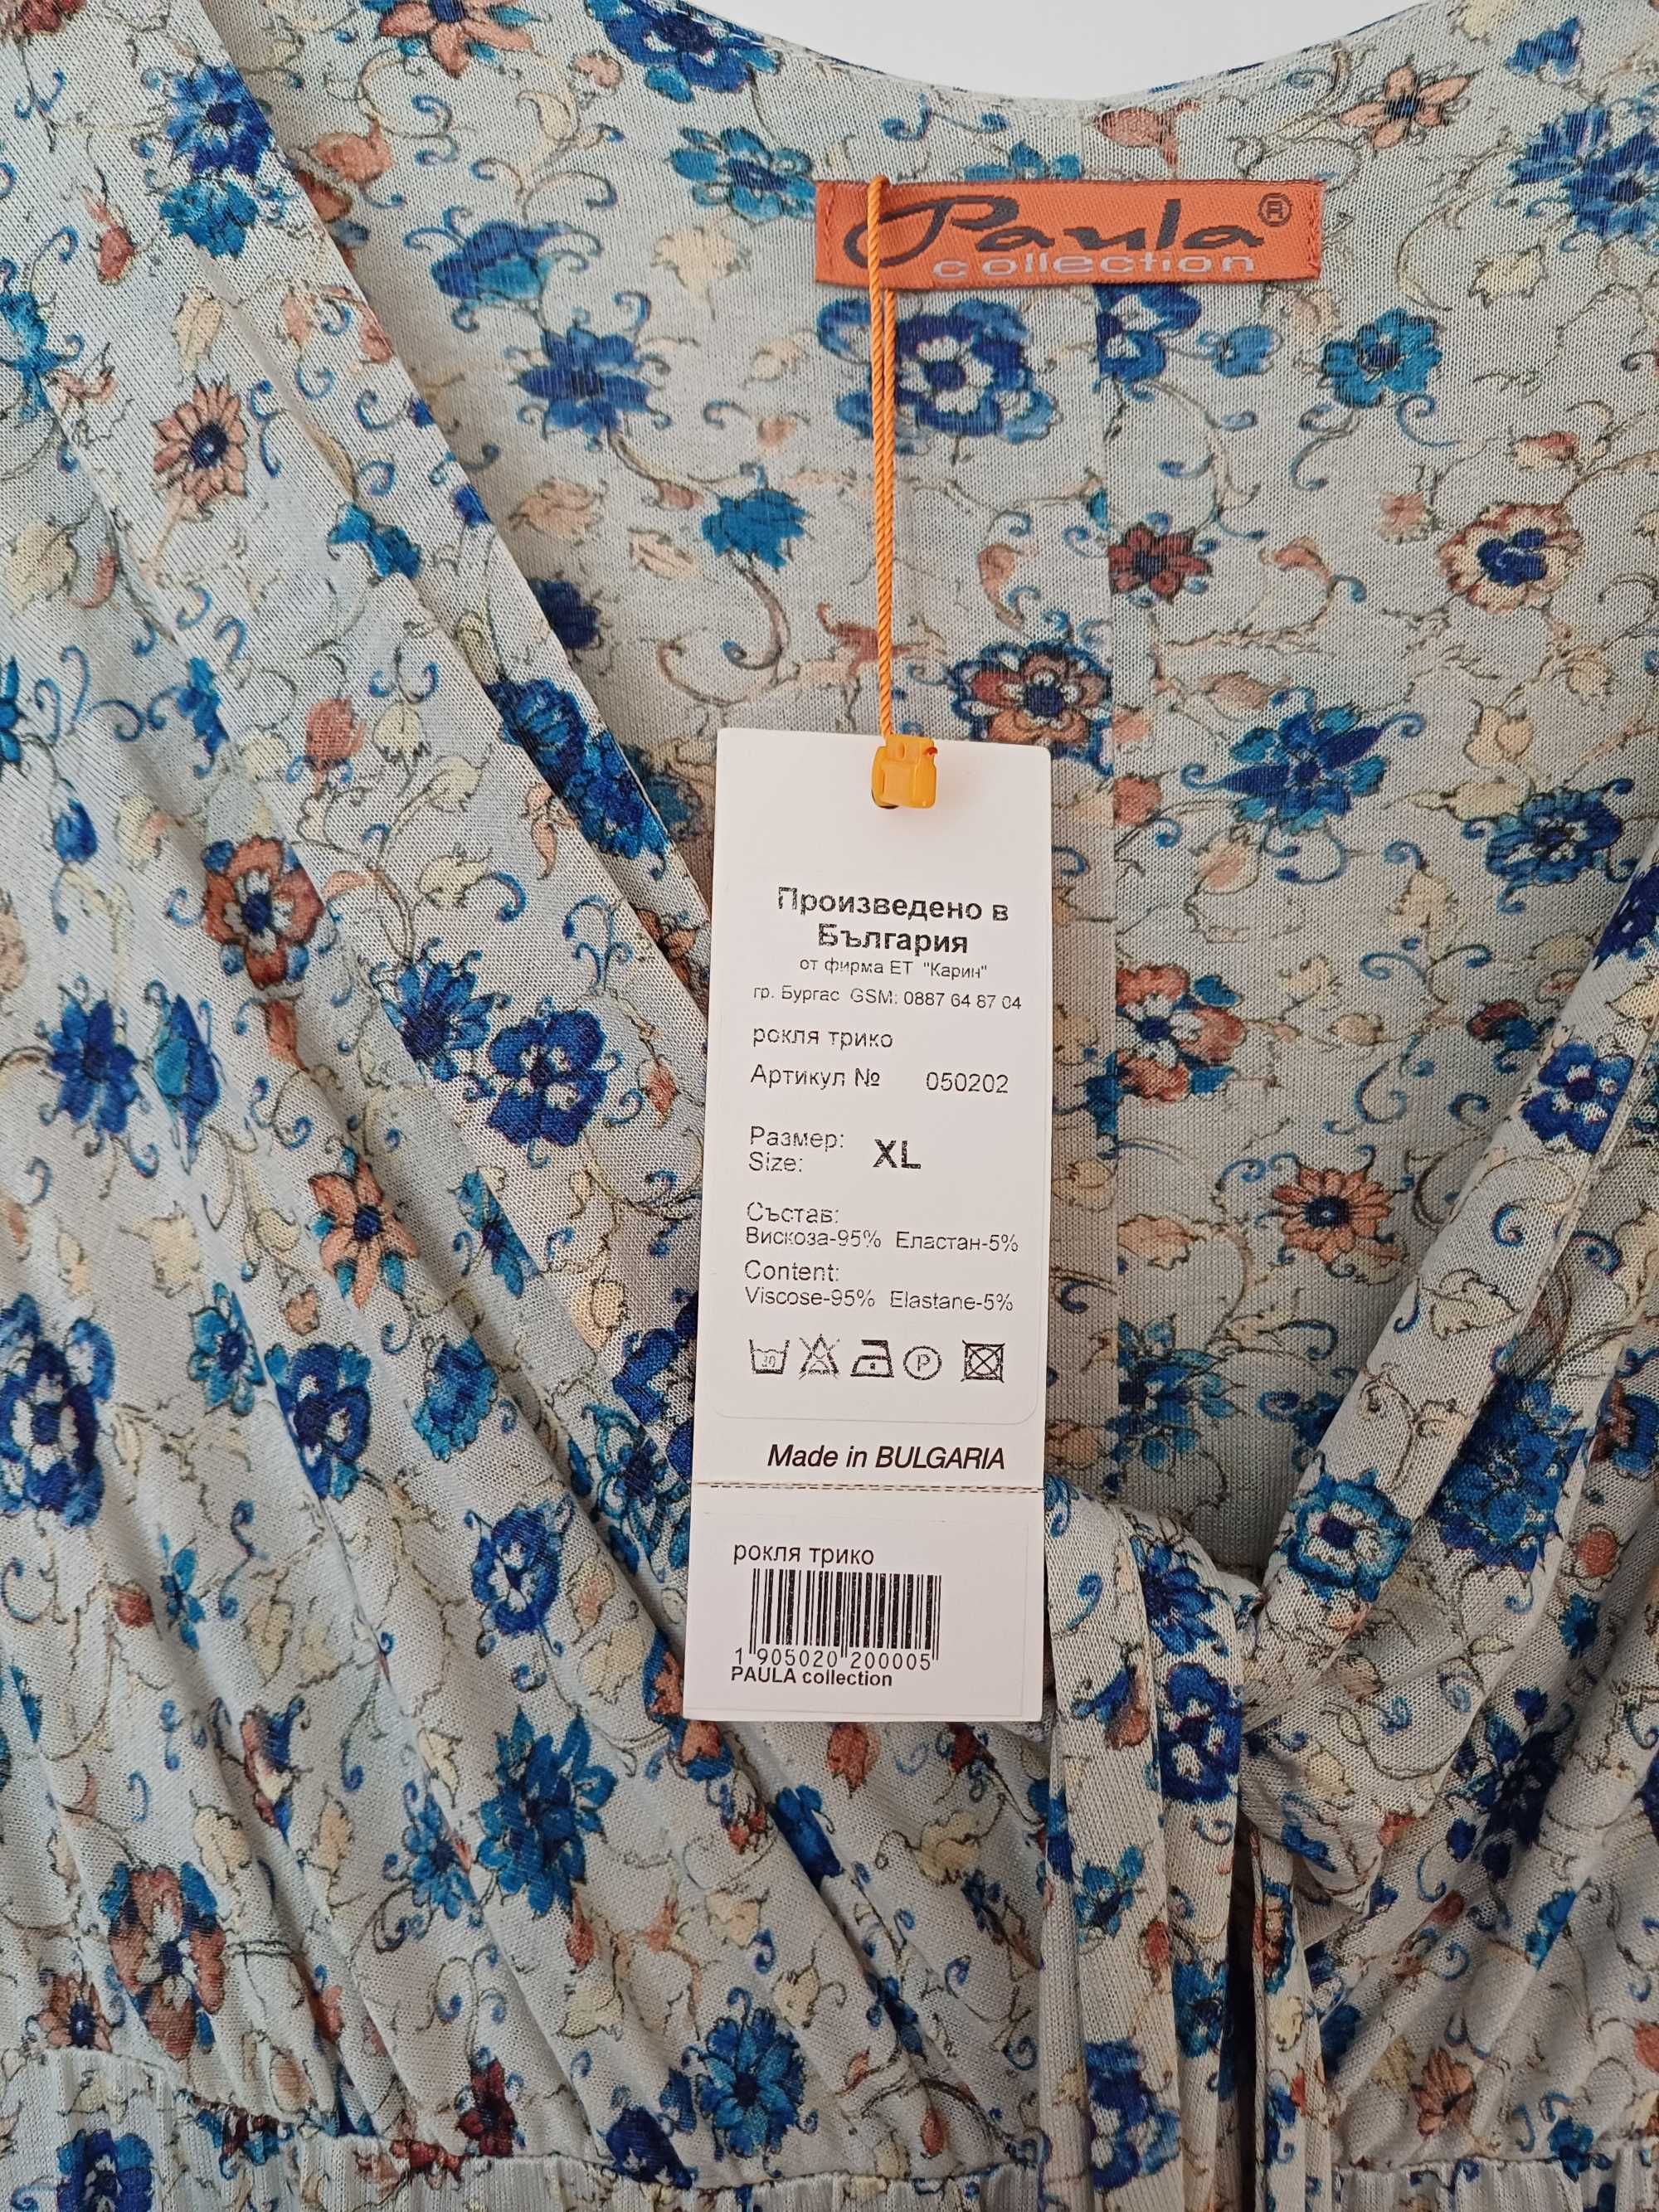 Paula ®
collection
Произведено в
България
от фирма ЕТ "Карин"
гр. Бургас GSM: 0887 64 87 04
рокля трико
Артикул № 050202
Размер:
Size: XL
Състав:
Вискоза-95% Еластан-5%
Content:
Viscose-95% Elastane-5%
30 P
Made in BULGARIA
рокля трико
1 905020 200005
PAULA collection